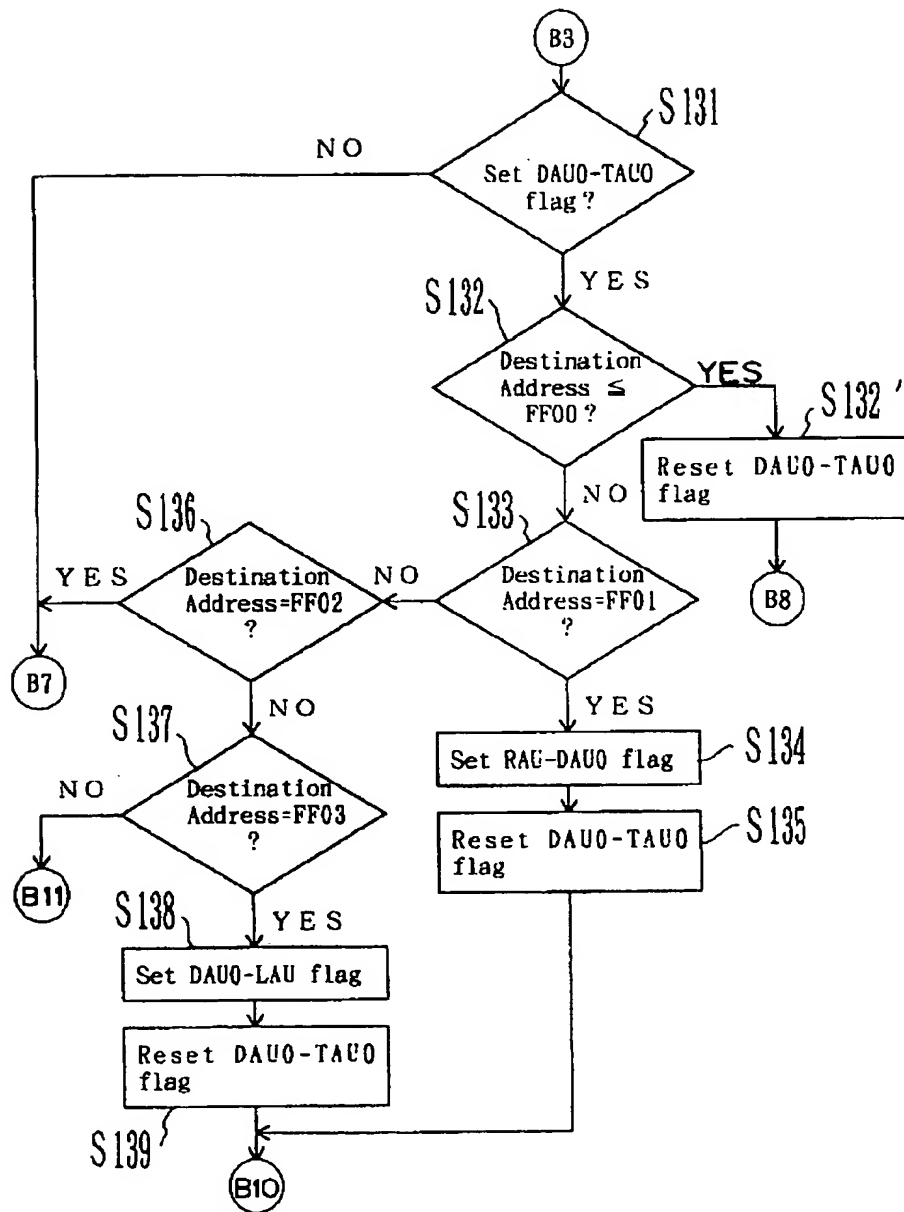 B3
S131
NO
Set DAU0-TAU0
flag?
YES
S132
Destination
Address ≦
FF00?
YES
S132'
Reset DAU0-TAU0
flag
NO
S136
S133
YES
Destination
Address=FF02
?
NO
Destination
Address=FF01
?
B8
B7
NO
YES
S137
Set RAU-DAU0 flag
S134
NO
Destination
Address=FF03
?
Reset DAU0-TAU0
flag
S135
B11
S138
YES
Set DAU0-LAU flag
Reset DAU0-TAU0
flag
S139
B10